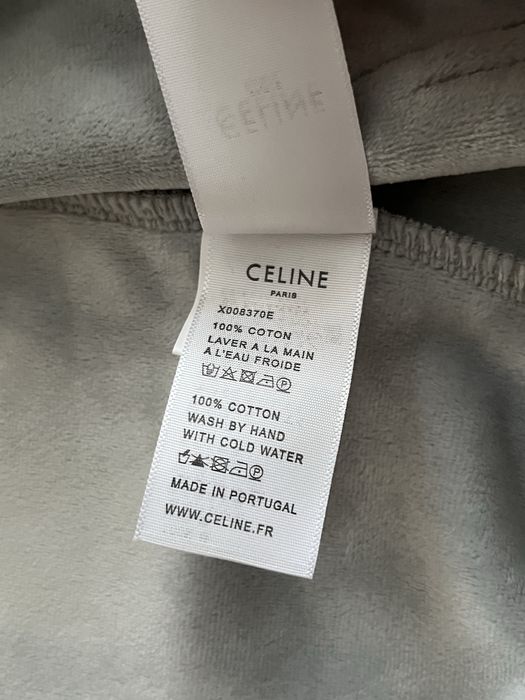 CELINE
CELINE
PARIS
X008370E
100% COTON
LAVER A LA MAIN
À L'EAU FROIDE
100% COTTON
WASH BY HAND
WITH COLD WATER
MADE IN PORTUGAL
WWW.CELINE.FR